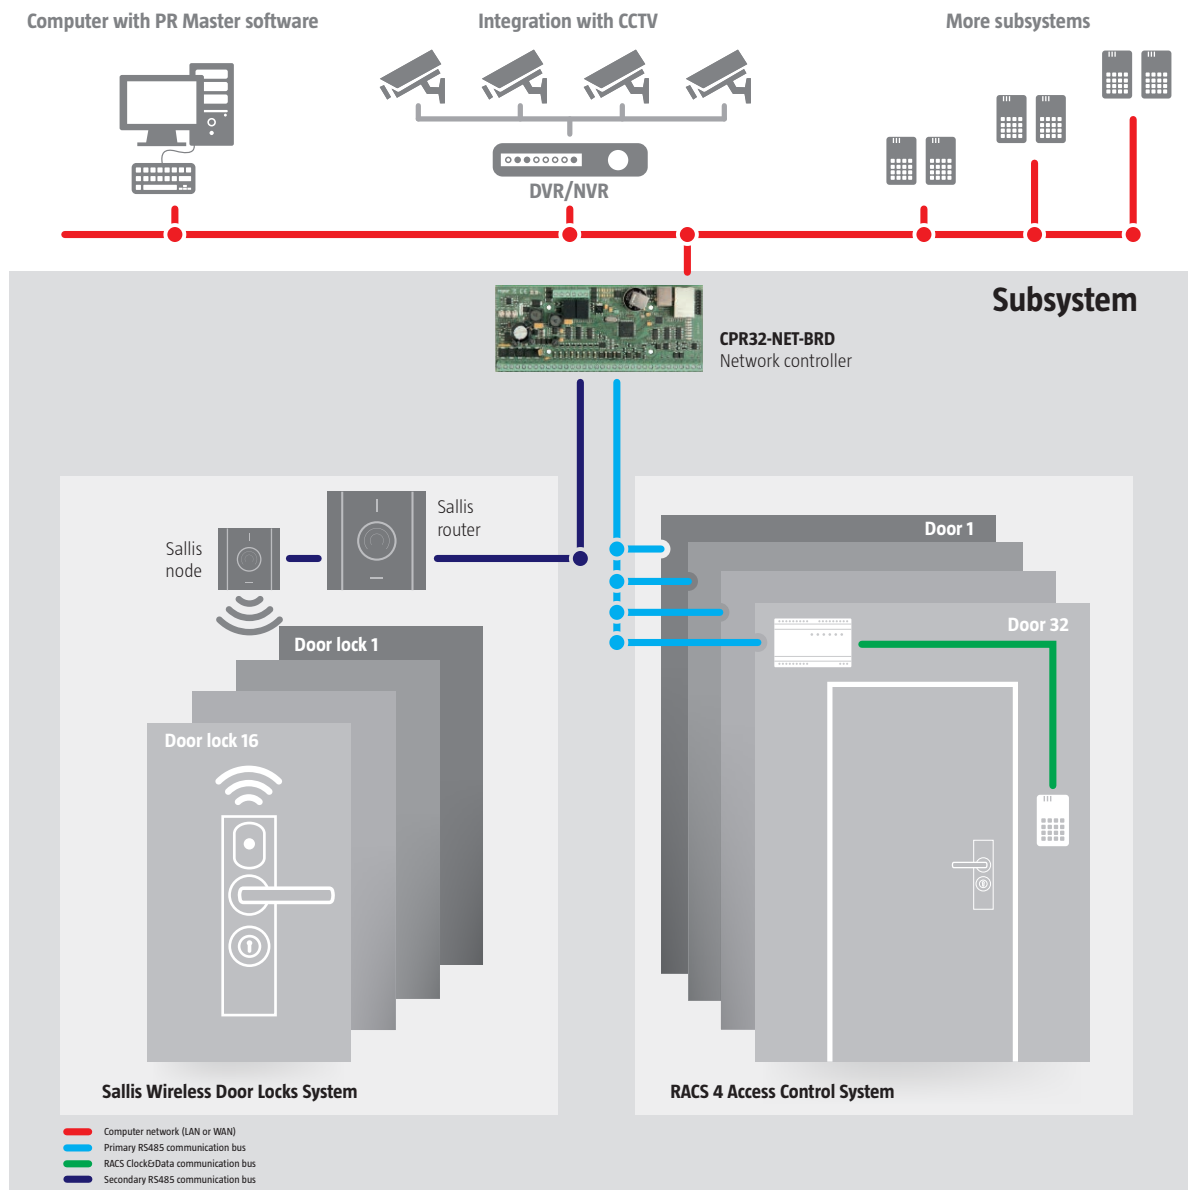 Computer with PR Master software
Integration with CCTV
More subsystems
DVR/NVR
Subsystem
CPR32-NET-BRD
Network controller
Sallis
router
Sallis
node
Door 1
Door 32
Door lock 1
Door lock 16
Sallis Wireless Door Locks System
RACS 4 Access Control System
Computer network (LAN or WAN)
Primary RS485 communication bus
RACS Clock&Data communication bus
Secondary RS485 communication bus